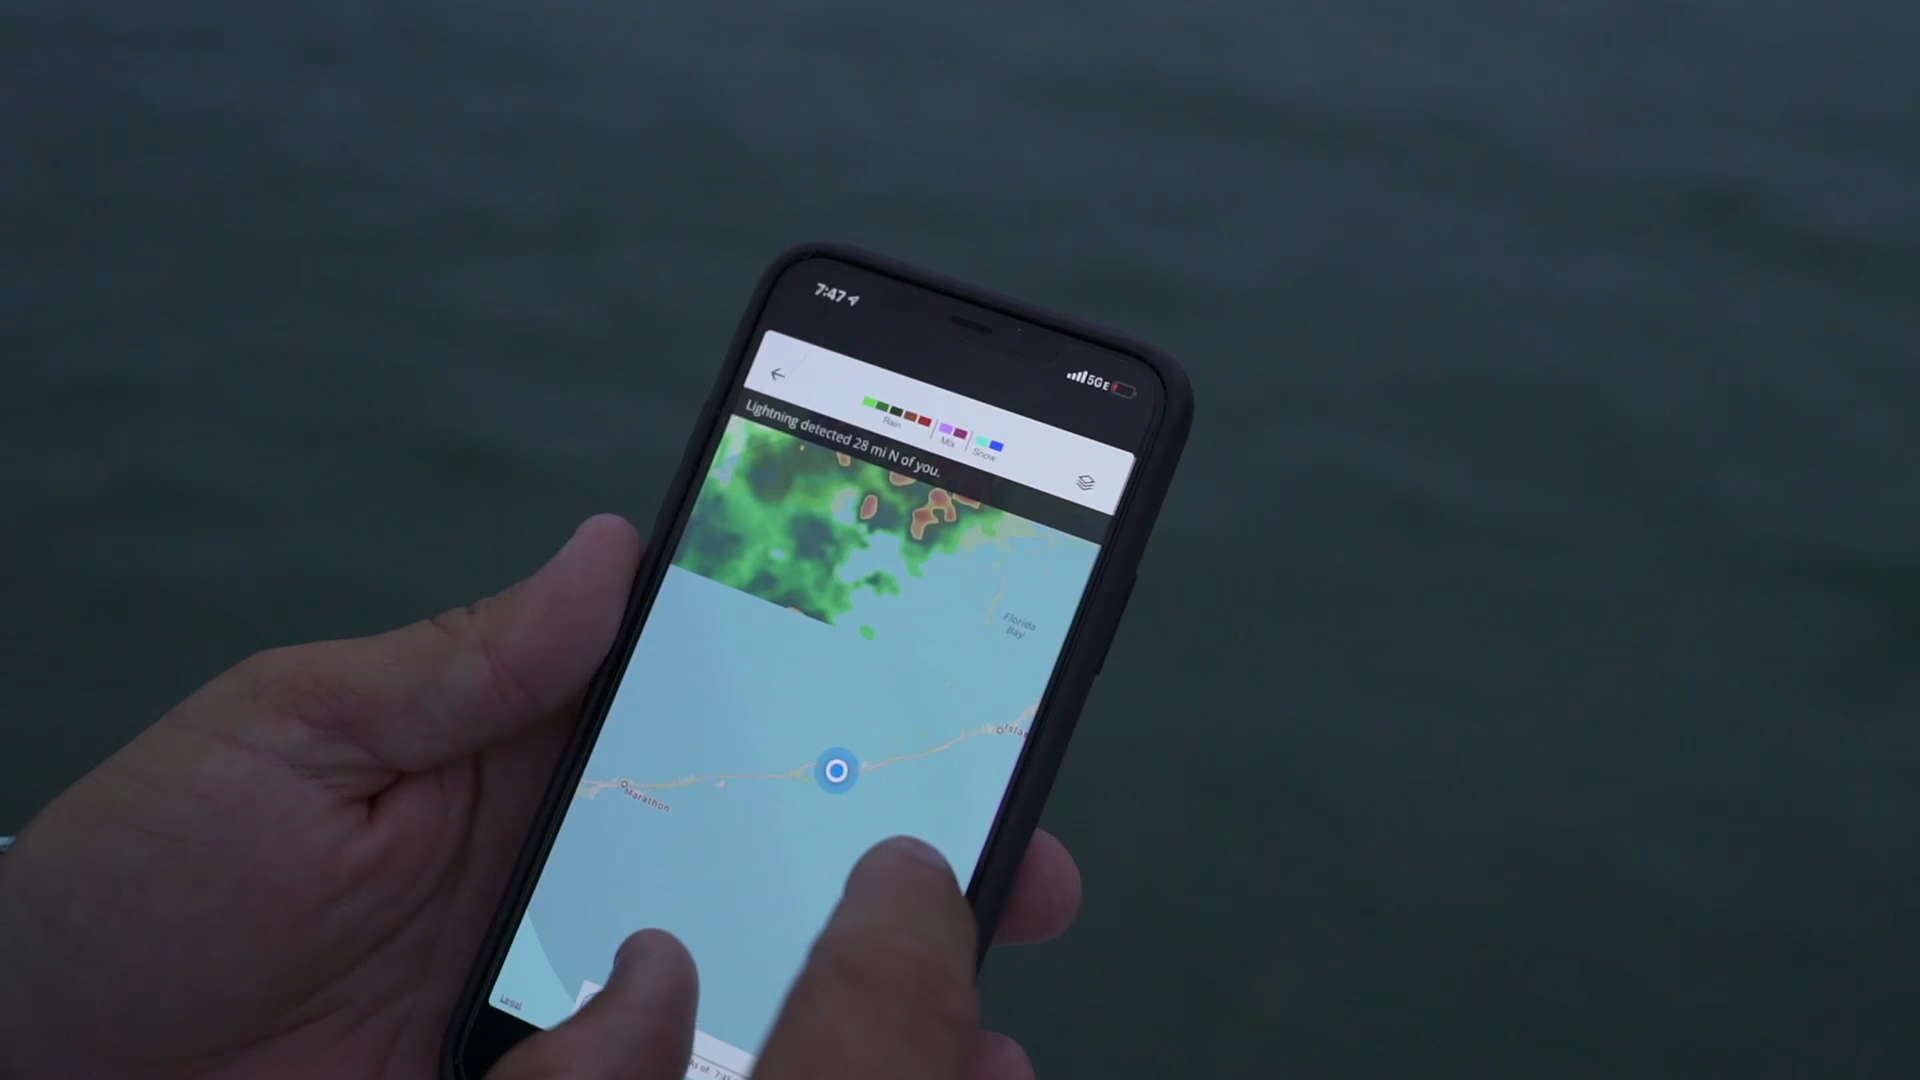 7:47
5GE
Rain
Mix
Snow
Lightning detected 28 mi N of you.
Florida
Bay
Marathon
Legal